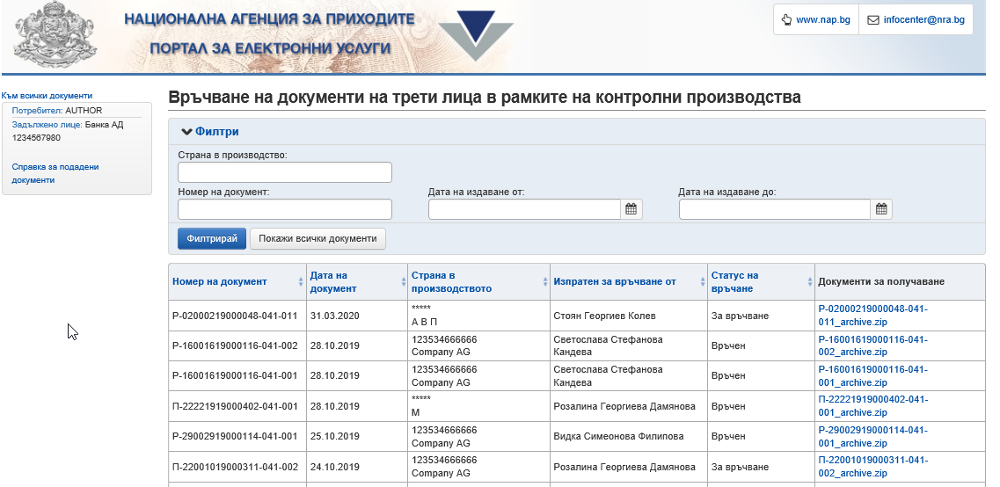 НАЦИОНАЛНА АГЕНЦИЯ ЗА ПРИХОДИТЕ
ПОРТАЛ ЗА ЕЛЕКТРОННИ УСЛУГИ
www.nap.bg
infocenter@nra.bg
Към всички документи
Потребител: AUTHOR
Задължено лице: Банка АД
1234567980
Справка за подадени
документи
Връчване на документи на трети лица в рамките на контролни производства
Филтри
Страна в производство:
Номер на документ:
Дата на издаване от:
Дата на издаване до:
Филтрирай
Покажи всички документи
Номер на документ
Дата на
документ
Страна в
производството
Изпратен за връчване от
Статус на
връчане
Документи за получаване
Р-02000219000048-041-011
31.03.2020
*****
А В П
Стоян Георгиев Колев
За връчване
Р-02000219000048-041-
011_archive.zip
Р-16001619000116-041-002
28.10.2019
123534666666
Company AG
Светослава Стефанова
Кандева
Връчен
Р-16001619000116-041-
002_archive.zip
Р-16001619000116-041-001
28.10.2019
123534666666
Company AG
Светослава Стефанова
Кандева
Връчен
Р-16001619000116-041-
001_archive.zip
П-22221919000402-041-001
28.10.2019
*****
М
Розалина Георгиева Дамянова
Връчен
П-22221919000402-041-
001_archive.zip
Р-29002919000114-041-001
25.10.2019
123534666666
Company AG
Видка Симеонова Филипова
Връчен
Р-29002919000114-041-
001_archive.zip
П-22001019000311-041-002
24.10.2019
123534666666
Company AG
Розалина Георгиева Дамянова
За връчване
П-22001019000311-041-
002_archive.zip